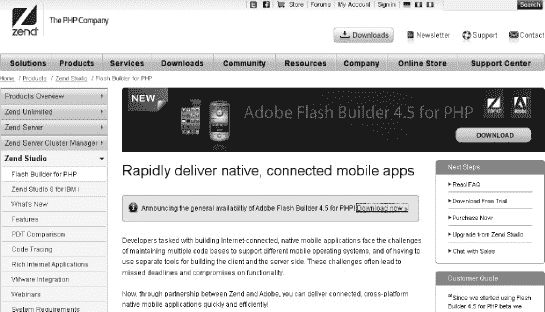 Store Forums My Account Sign in Search
zend The PHP Company
Downloads Newsletter Support Contact
Solutions Products Services Downloads Community Resources Company Online Store Support Center
Home / Products / Zend Studio / Flash Builder for PHP
Products Overview
Zend Unlimited
Zend Server
Zend Server Cluster Manager
Zend Studio
Flash Builder for PHP
Zend Studio 8 for IBM i
What's New
Features
PDT Comparison
Code Tracing
Rich Internet Applications
VMware Integration
Webinars
System Requirements
NEW
Adobe Flash Builder 4.5 for PHP
zend Adobe
DOWNLOAD
Rapidly deliver native, connected mobile apps
Announcing the general availability of Adobe Flash Builder 4.5 for PHP! Download now »
Developers tasked with building Internet-connected, native mobile applications face the challenges
of maintaining multiple code bases to support different mobile operating systems, and of having to
use separate tools for building the client and the server side. These challenges often lead to
missed deadlines and compromises on functionality.
Now, through partnership between Zend and Adobe, you can deliver connected, cross-platform
native mobile applications quickly and efficiently!
Next Steps
Read FAQ
Download Free Trial
Purchase Now
Upgrade from Zend Studio
Chat with Sales
Customer Quote
"Since we started using Flash
Builder 4.5 for PHP beta we